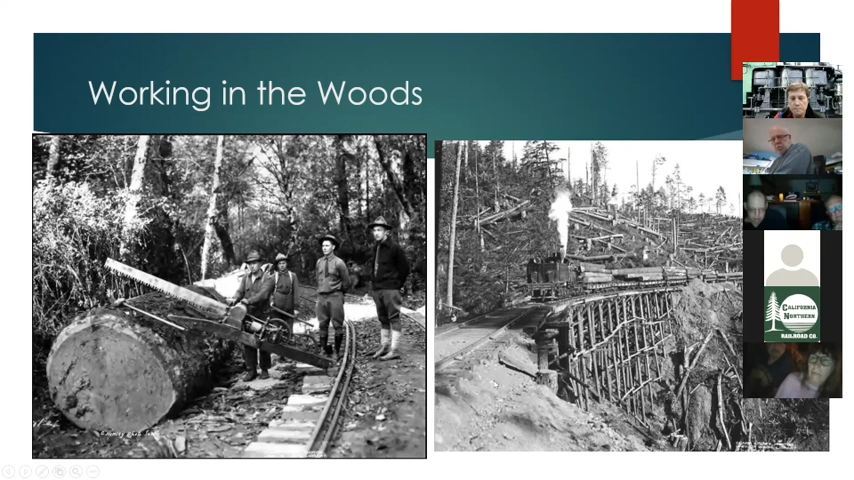 Working in the Woods
CALIFORNIA
NORTHERN
RAILROAD CO.